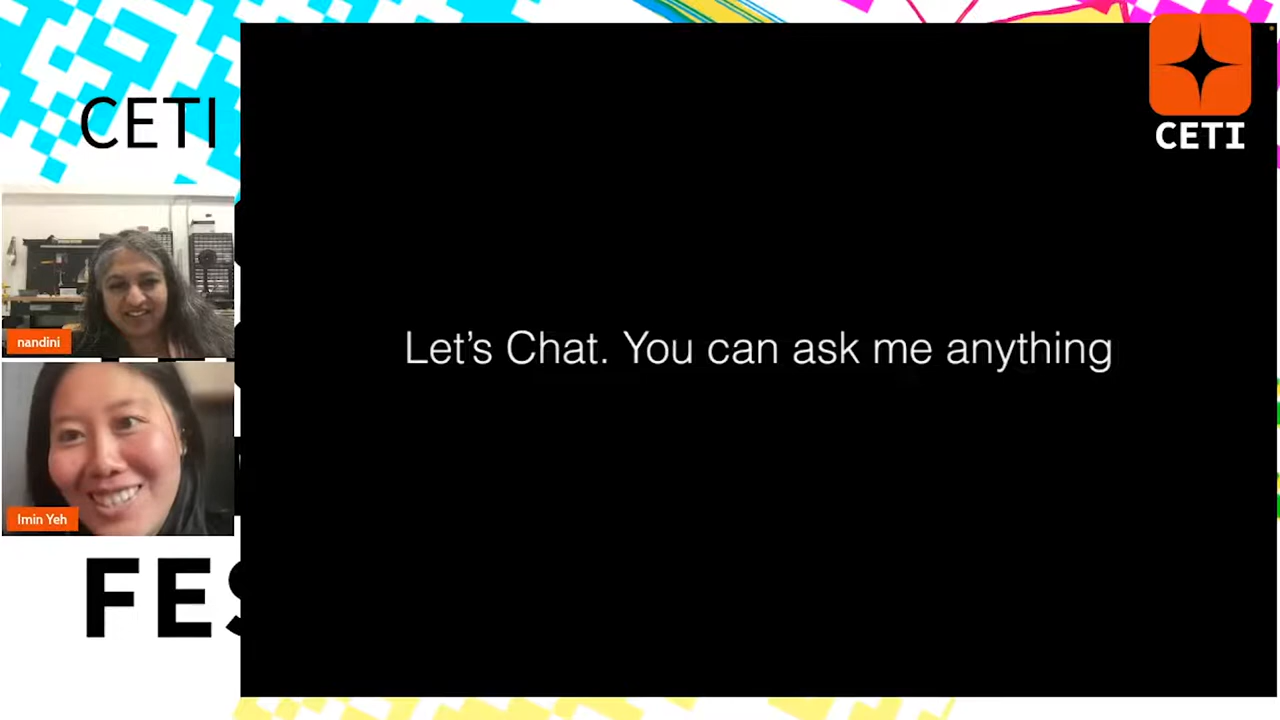 CETI
CETI
nandini
Let's Chat. You can ask me anything
Imin Yeh
FES